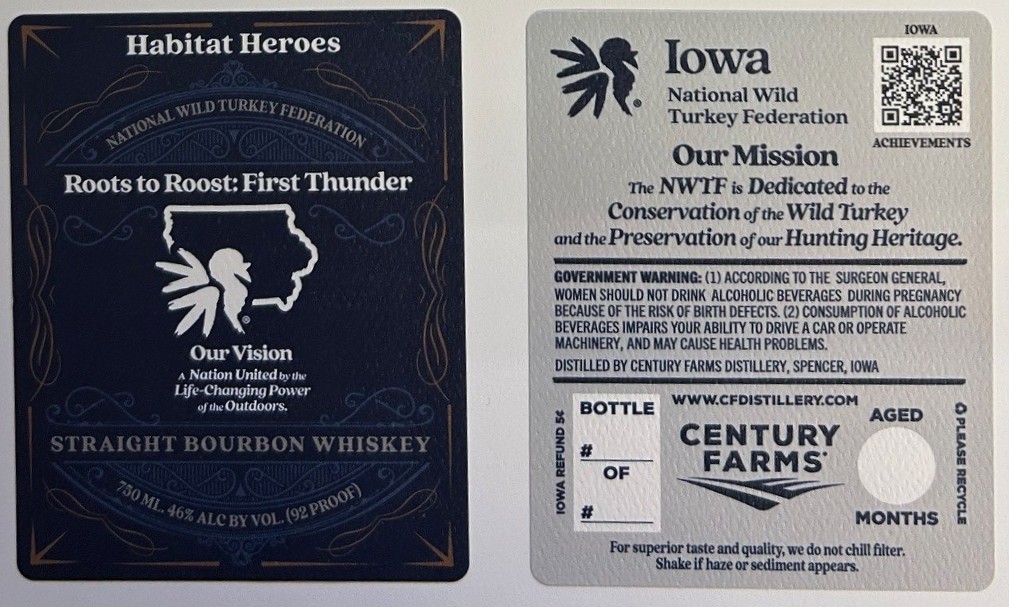 Habitat Heroes
NATIONAL WILD TURKEY FEDERATION
Roots to Roost: First Thunder
®
Our Vision
A Nation United by the
Life-Changing Power
of the Outdoors.
STRAIGHT BOURBON WHISKEY
750 ML. 46% ALC BY VOL. (92 PROOF)
®
Iowa
National Wild
Turkey Federation
IOWA
ACHIEVEMENTS
Our Mission
The NWTF is Dedicated to the
Conservation of the Wild Turkey
and the Preservation of our Hunting Heritage.
GOVERNMENT WARNING: (1) ACCORDING TO THE SURGEON GENERAL,
WOMEN SHOULD NOT DRINK ALCOHOLIC BEVERAGES DURING PREGNANCY
BECAUSE OF THE RISK OF BIRTH DEFECTS. (2) CONSUMPTION OF ALCOHOLIC
BEVERAGES IMPAIRS YOUR ABILITY TO DRIVE A CAR OR OPERATE
MACHINERY, AND MAY CAUSE HEALTH PROBLEMS.
DISTILLED BY CENTURY FARMS DISTILLERY, SPENCER, IOWA
IOWA REFUND 5¢
BOTTLE
#
OF
#
WWW.CFDISTILLERY.COM
CENTURY
FARMS
AGED
MONTHS
PLEASE RECYCLE
For superior taste and quality, we do not chill filter.
Shake if haze or sediment appears.